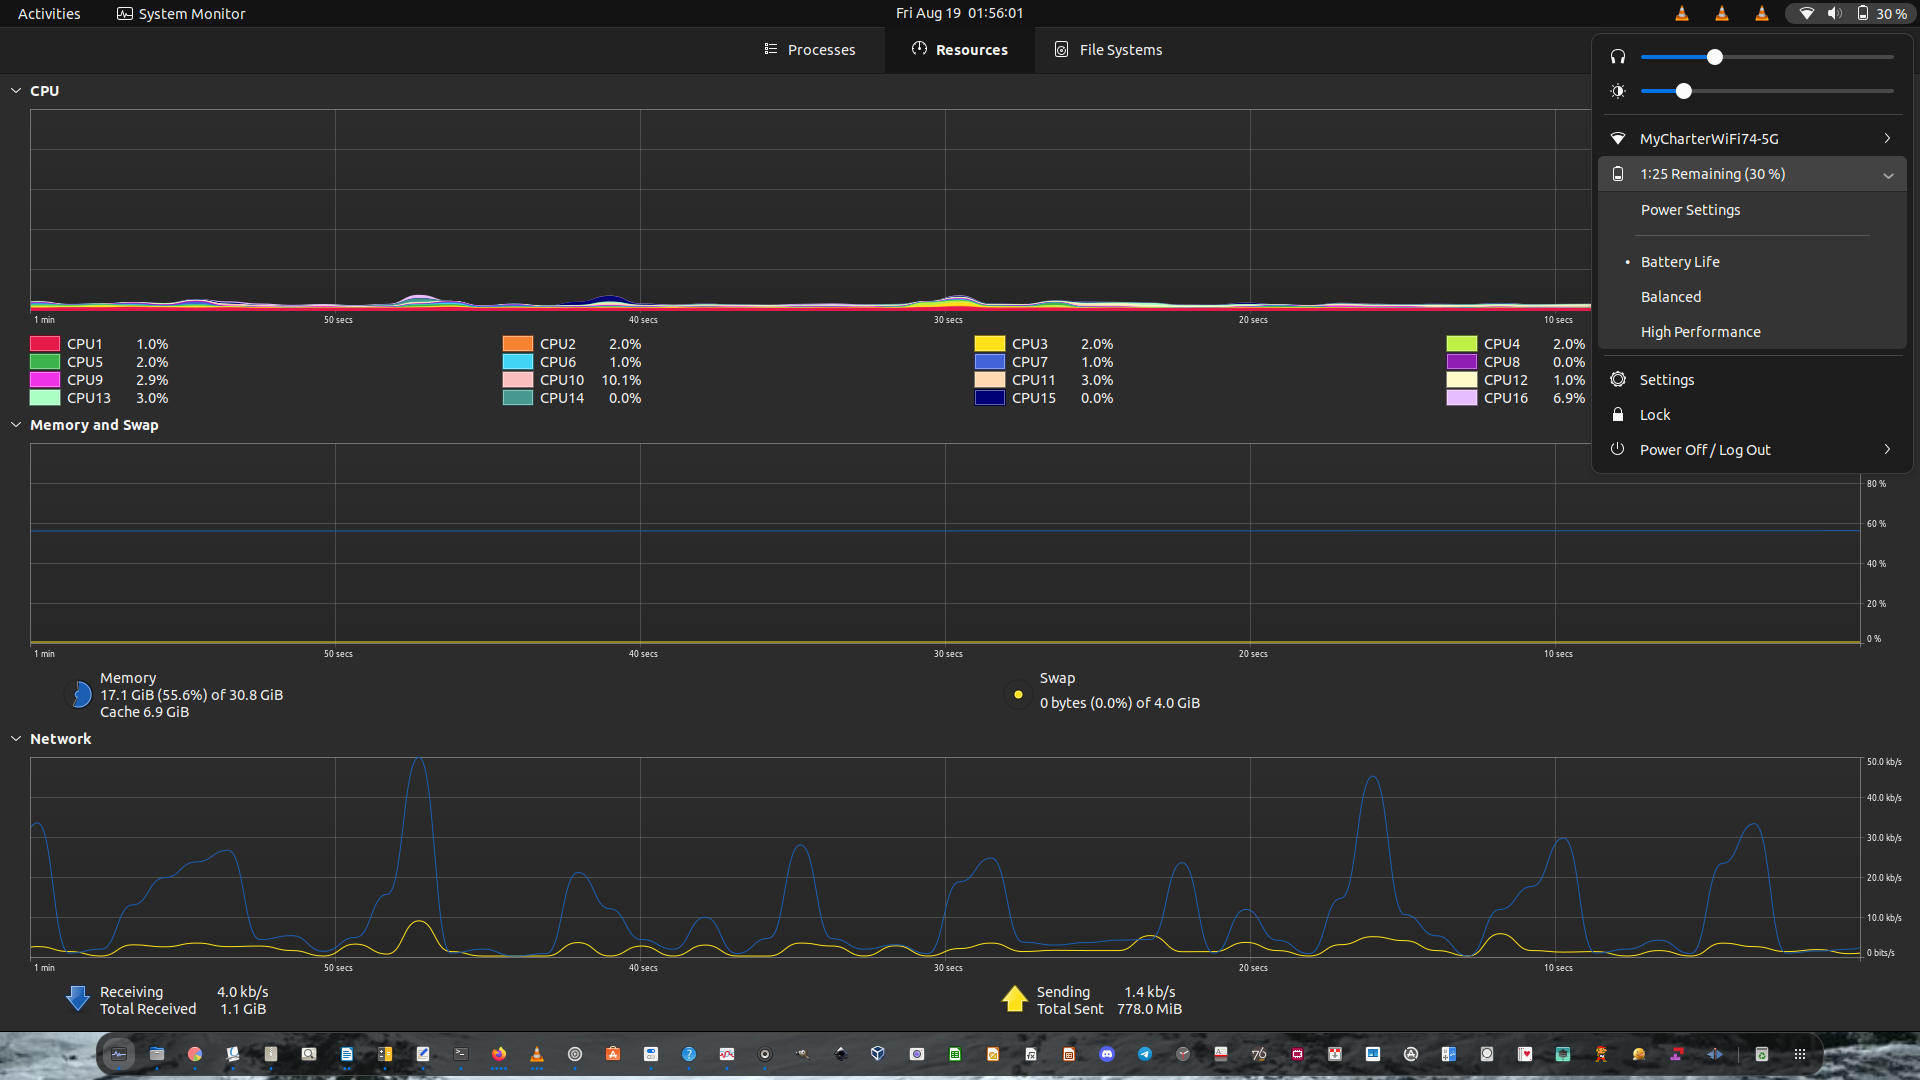 Activities System Monitor Fri Aug 19 01:56:01 30 %
Processes Resources File Systems
CPU
1 min 50 secs 40 secs 30 secs 20 secs 10 secs
CPU1 1.0% CPU2 2.0% CPU3 2.0% CPU4 2.0%
CPU5 2.0% CPU6 1.0% CPU7 1.0% CPU8 0.0%
CPU9 2.9% CPU10 10.1% CPU11 3.0% CPU12 1.0%
CPU13 3.0% CPU14 0.0% CPU15 0.0% CPU16 6.9%
MyCharterWiFi74-5G
1:25 Remaining (30 %)
Power Settings
Battery Life
Balanced
High Performance
Settings
Lock
Power Off / Log Out
Memory and Swap
80 %
60 %
40 %
20 %
0 %
1 min 50 secs 40 secs 30 secs 20 secs 10 secs
Memory
17.1 GiB (55.6%) of 30.8 GiB
Cache 6.9 GiB
Swap
0 bytes (0.0%) of 4.0 GiB
Network
50.0 kb/s
40.0 kb/s
30.0 kb/s
20.0 kb/s
10.0 kb/s
0 bits/s
1 min 50 secs 40 secs 30 secs 20 secs 10 secs
Receiving 4.0 kb/s
Total Received 1.1 GiB
Sending 1.4 kb/s
Total Sent 778.0 MiB